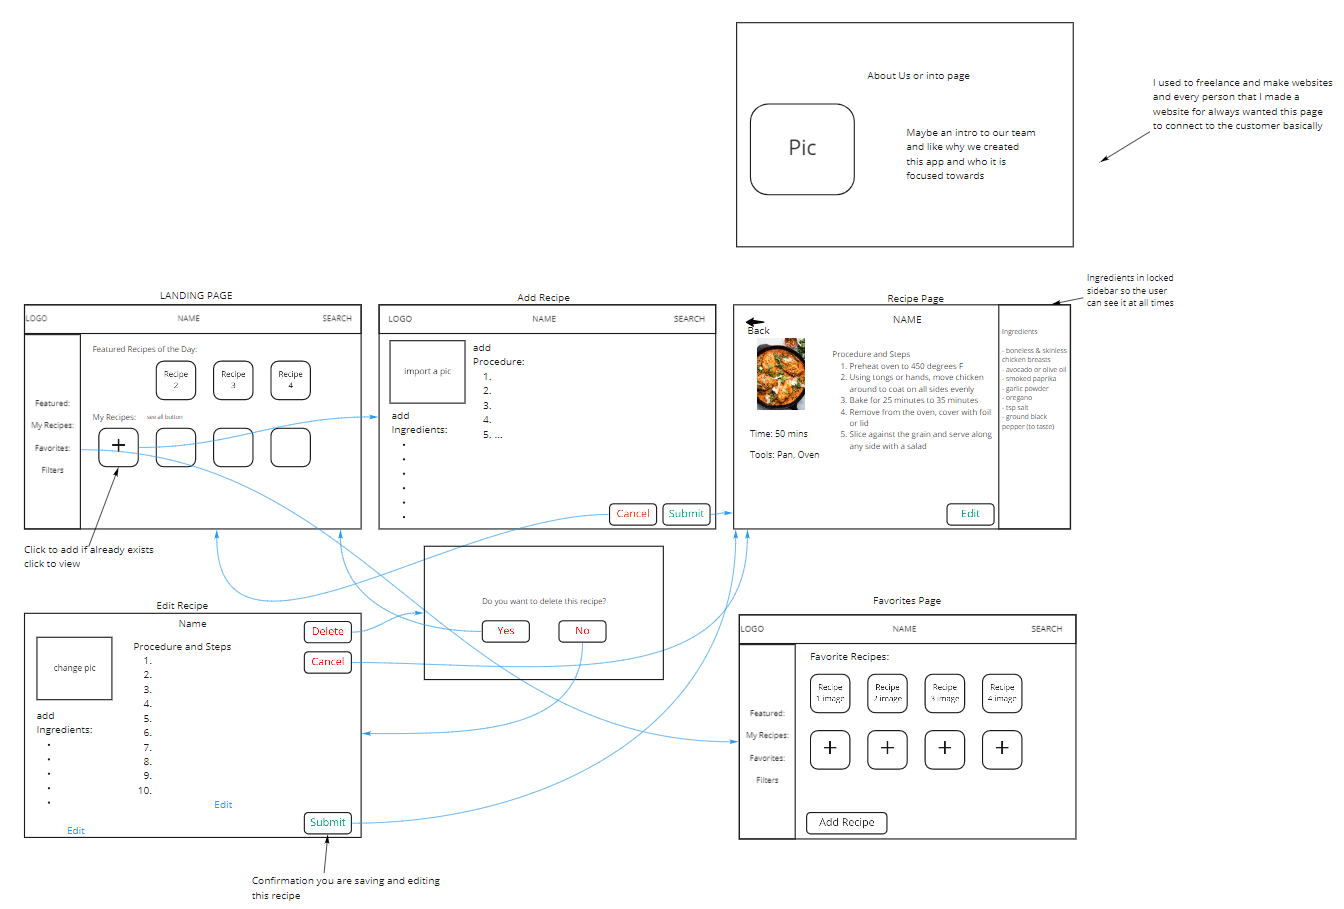 About Us or into page
Pic
Maybe an intro to our team
and like why we created
this app and who it is
focused towards
I used to freelance and make websites
and every person that I made a
website for always wanted this page
to connect to the customer basically
LANDING PAGE
LOGO
NAME
SEARCH
Featured Recipes of the Day:
Recipe
2
Recipe
3
Recipe
4
Featured:
My Recipes:
Favorites:
Filters
My Recipes:
see all button
+
Click to add if already exists
click to view
Add Recipe
LOGO
NAME
SEARCH
import a pic
add
Procedure:
1.
2.
3.
4.
5. ...
add
Ingredients:
•
•
•
•
•
•
Cancel
Submit
Recipe Page
Back
NAME
Procedure and Steps
1. Preheat oven to 450 degrees F
2. Using tongs or hands, move chicken
around to coat on all sides evenly
3. Bake for 25 minutes to 35 minutes
4. Remove from the oven, cover with foil
or lid
5. Slice against the grain and serve along
any side with a salad
Time: 50 mins
Tools: Pan, Oven
Edit
Ingredients
- boneless & skinless
chicken breasts
- avocado or olive oil
- smoked paprika
- garlic powder
- oregano
- tsp salt
- ground black
pepper (to taste)
Ingredients in locked
sidebar so the user
can see it at all times
Edit Recipe
Name
change pic
Procedure and Steps
1.
2.
3.
4.
5.
6.
7.
8.
9.
10.
add
Ingredients:
•
•
•
•
•
Edit
Edit
Delete
Cancel
Submit
Confirmation you are saving and editing
this recipe
Do you want to delete this recipe?
Yes
No
Favorites Page
LOGO
NAME
SEARCH
Favorite Recipes:
Recipe
1 image
Recipe
2 image
Recipe
3 image
Recipe
4 image
Featured:
My Recipes:
Favorites:
Filters
+
+
+
+
Add Recipe